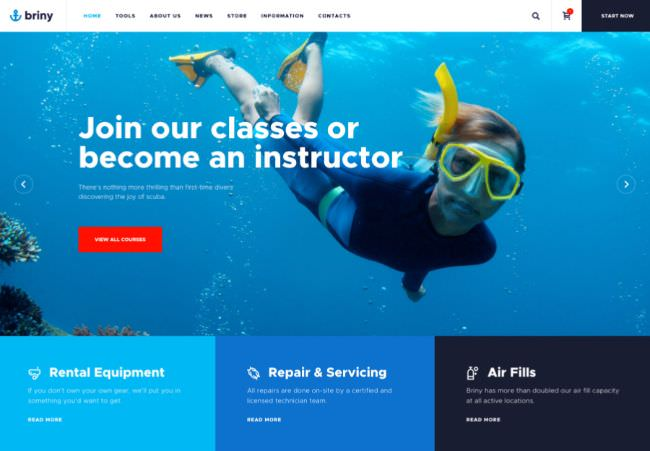 briny
HOME TOOLS ABOUT US NEWS STORE INFORMATION CONTACTS
START NOW
Join our classes or
become an instructor
There's nothing more thrilling than first-time divers
discovering the joy of scuba.
VIEW ALL COURSES
Rental Equipment
If you don't own your own gear, we'll put you in
something you'd want to get.
READ MORE
Repair & Servicing
All repairs are done on-site by a certified and
licensed technician team.
READ MORE
Air Fills
Briny has more than doubled our air fill capacity
at all active locations.
READ MORE